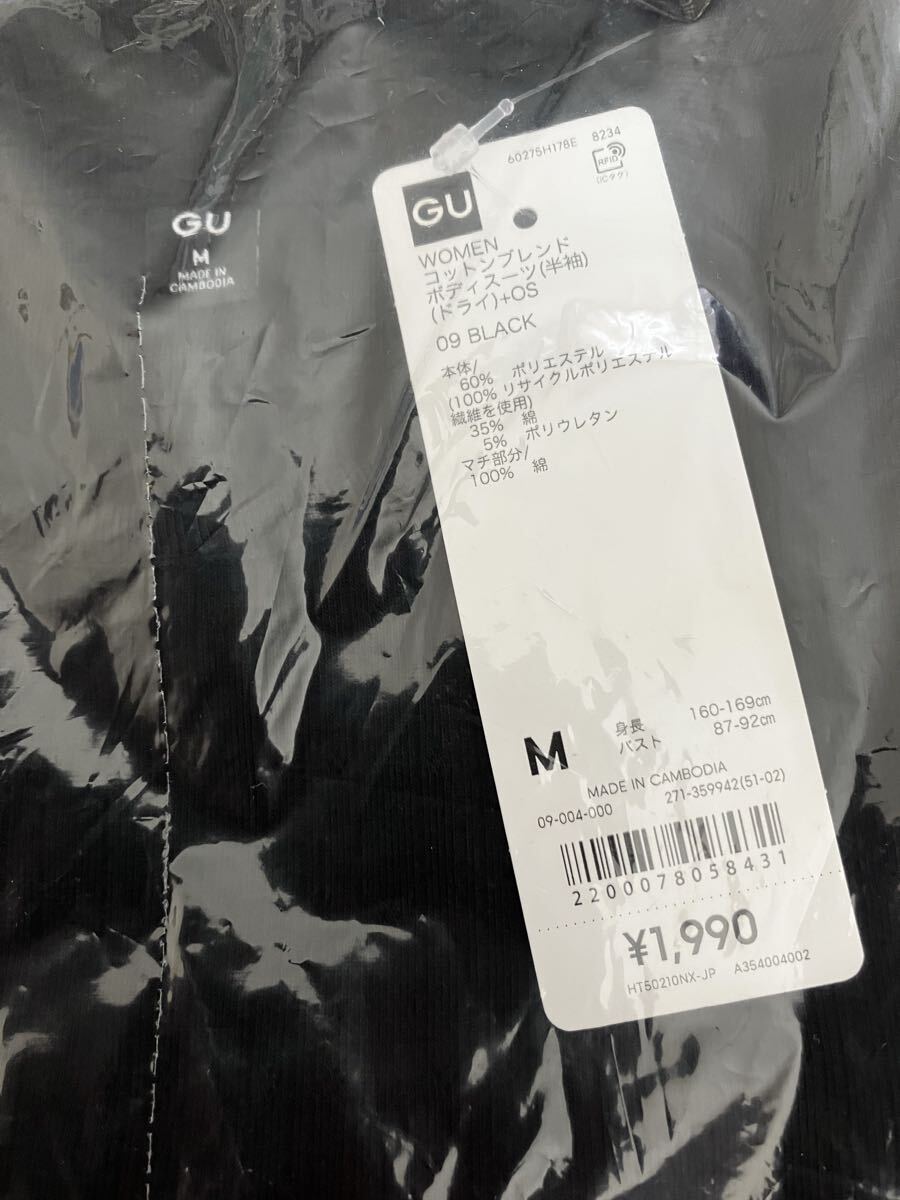 GU
M
MADE IN
CAMBODIA
60275H178E 8234
RFID
(ICタグ)
GU
WOMEN
コットンブレンド
ボディスーツ(半袖)
(ドライ)+OS
09 BLACK
本体/
60% ポリエステル
(100% リサイクルポリエステル
繊維を使用)
35% 綿
5% ポリウレタン
マチ部分/
100% 綿
M
身長 160-169cm
バスト 87-92cm
MADE IN CAMBODIA
09-004-000 271-359942(51-02)
2200078058431
¥1,990
HT50210NX-JP A354004002